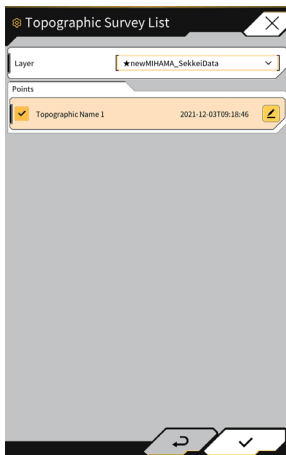 Topographic Survey List
Layer
★newMIHAMA_SekkeiData
Points
Topographic Name 1
2021-12-03T09:18:46